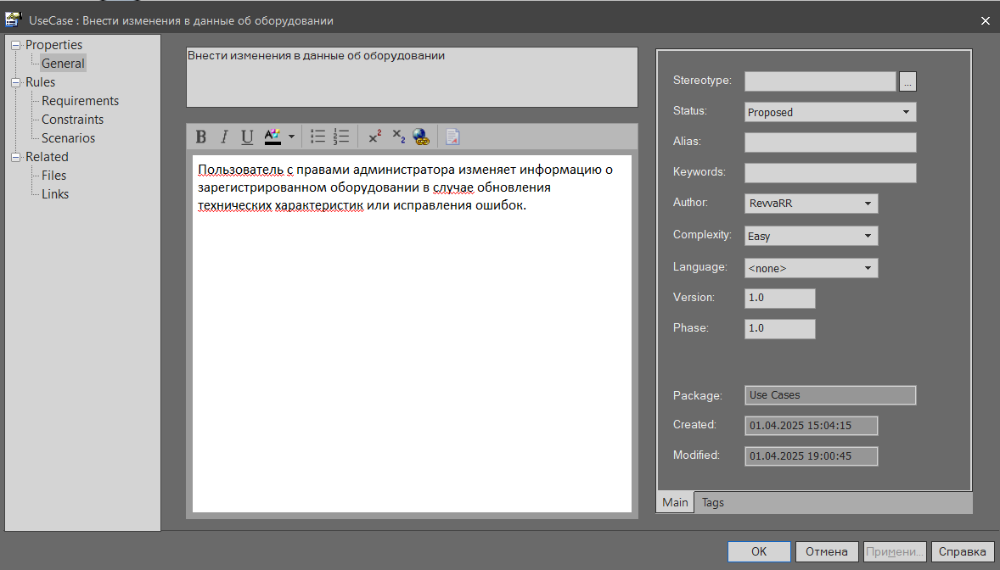 UseCase : Внести изменения в данные об оборудовании
Properties
General
Rules
Requirements
Constraints
Scenarios
Related
Files
Links
Внести изменения в данные об оборудовании
B I U A x² x₂
Пользователь с правами администратора изменяет информацию о
зарегистрированном оборудовании в случае обновления
технических характеристик или исправления ошибок.
Stereotype: ...
Status: Proposed
Alias:
Keywords:
Author: RevvaRR
Complexity: Easy
Language: <none>
Version: 1.0
Phase: 1.0
Package: Use Cases
Created: 01.04.2025 15:04:15
Modified: 01.04.2025 19:00:45
Main Tags
OK Отмена Примени... Справка